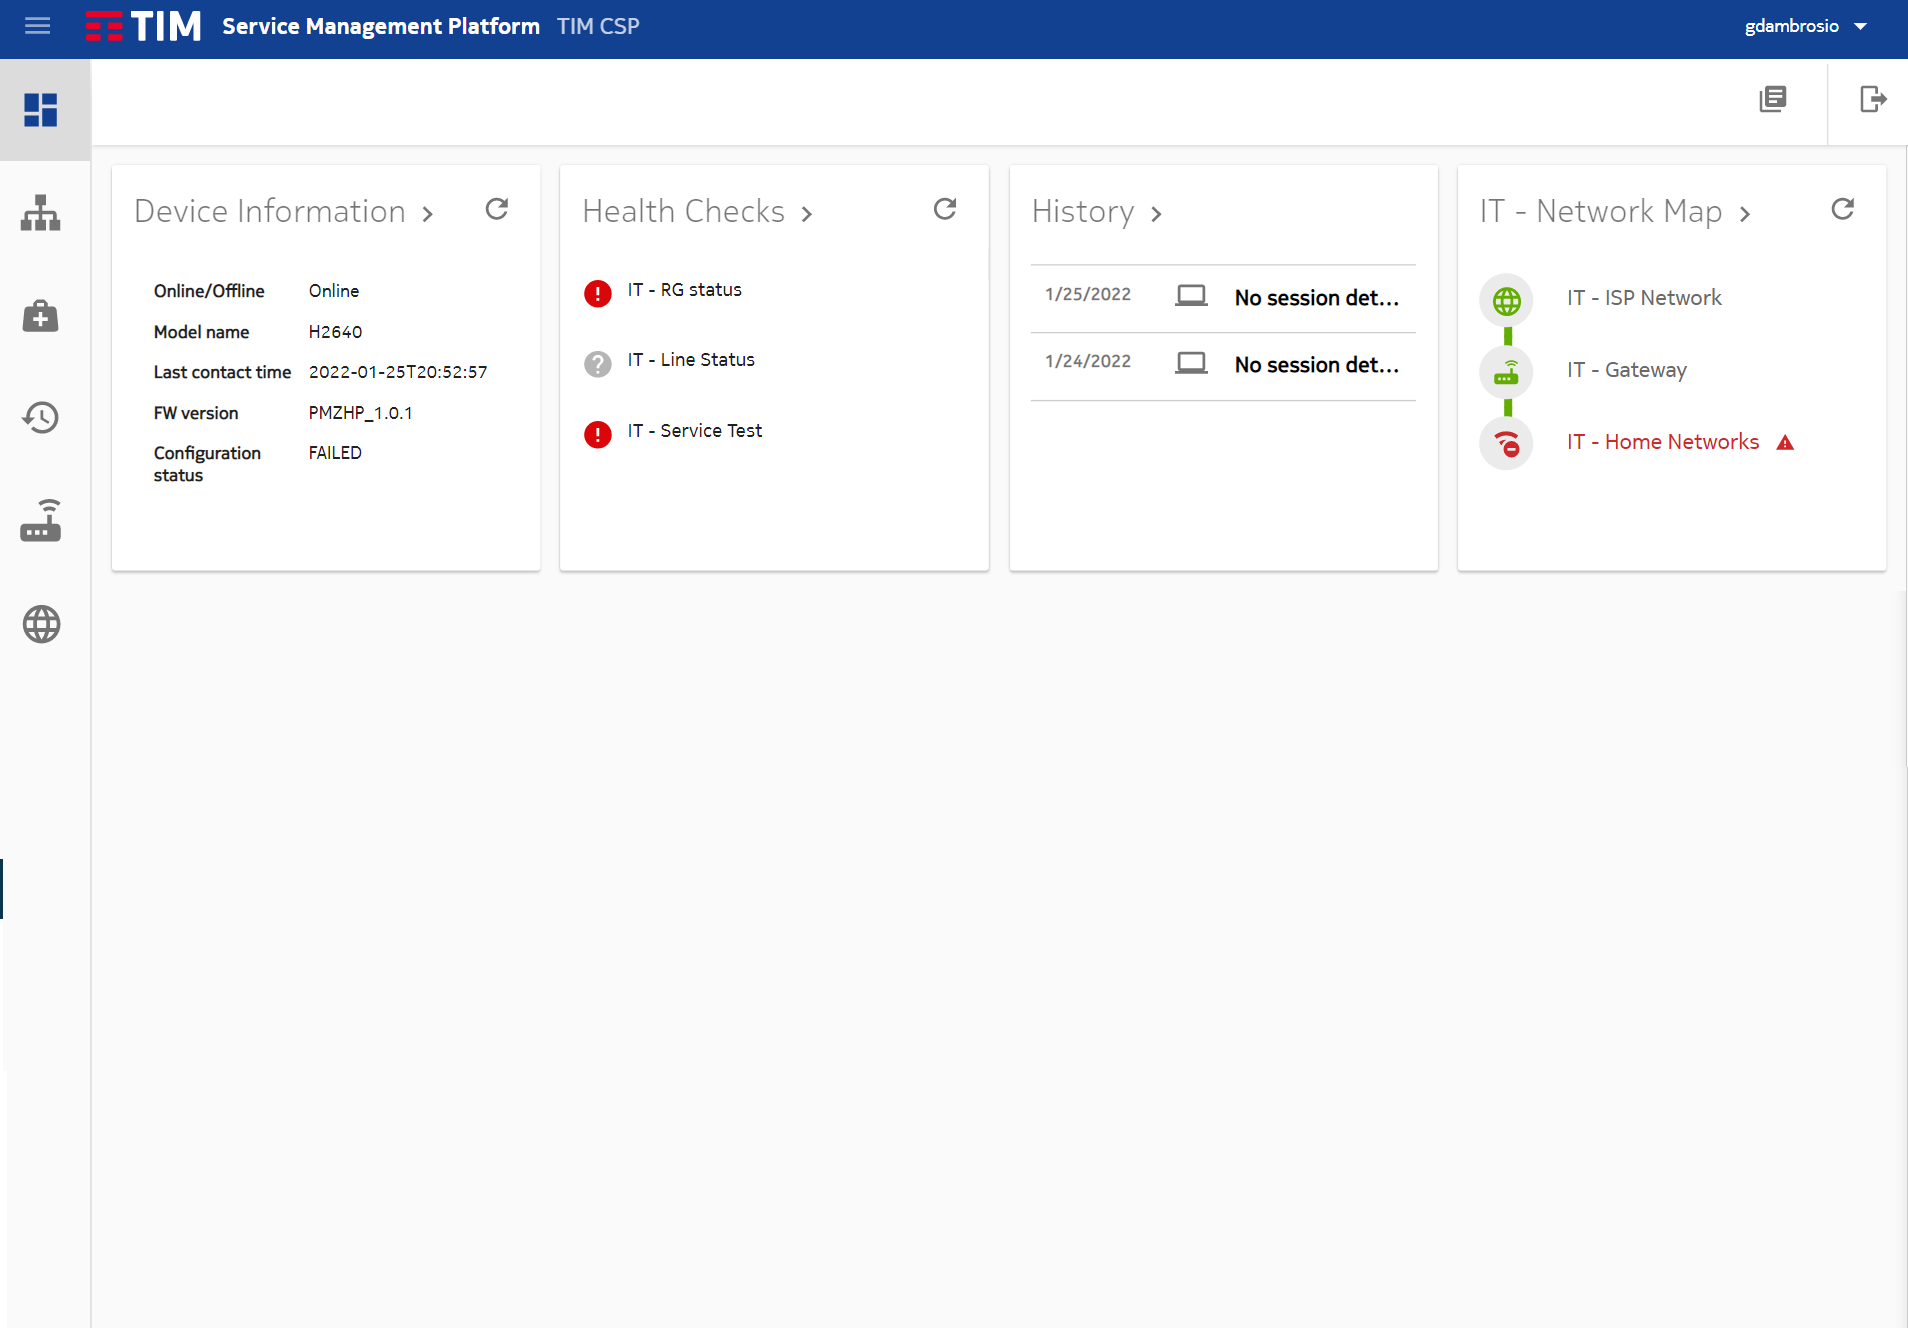 TIM Service Management Platform TIM CSP
gdambrosio
Device Information
Online/Offline Online
Model name H2640
Last contact time 2022-01-25T20:52:57
FW version PMZHP_1.0.1
Configuration status FAILED
Health Checks
IT - RG status
IT - Line Status
IT - Service Test
History
1/25/2022 No session det...
1/24/2022 No session det...
IT - Network Map
IT - ISP Network
IT - Gateway
IT - Home Networks